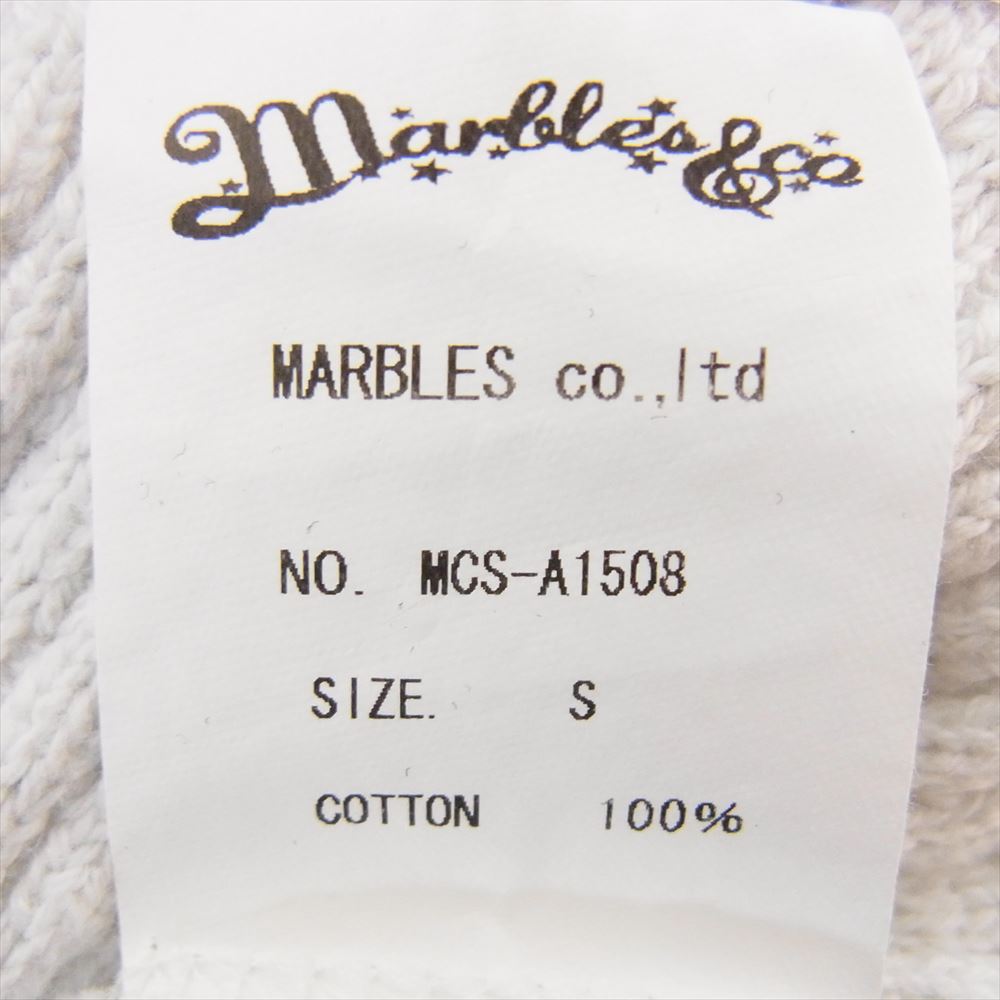 Marbles & co
MARBLES co.,ltd
NO. MCS-A1508
SIZE. S
COTTON 100%